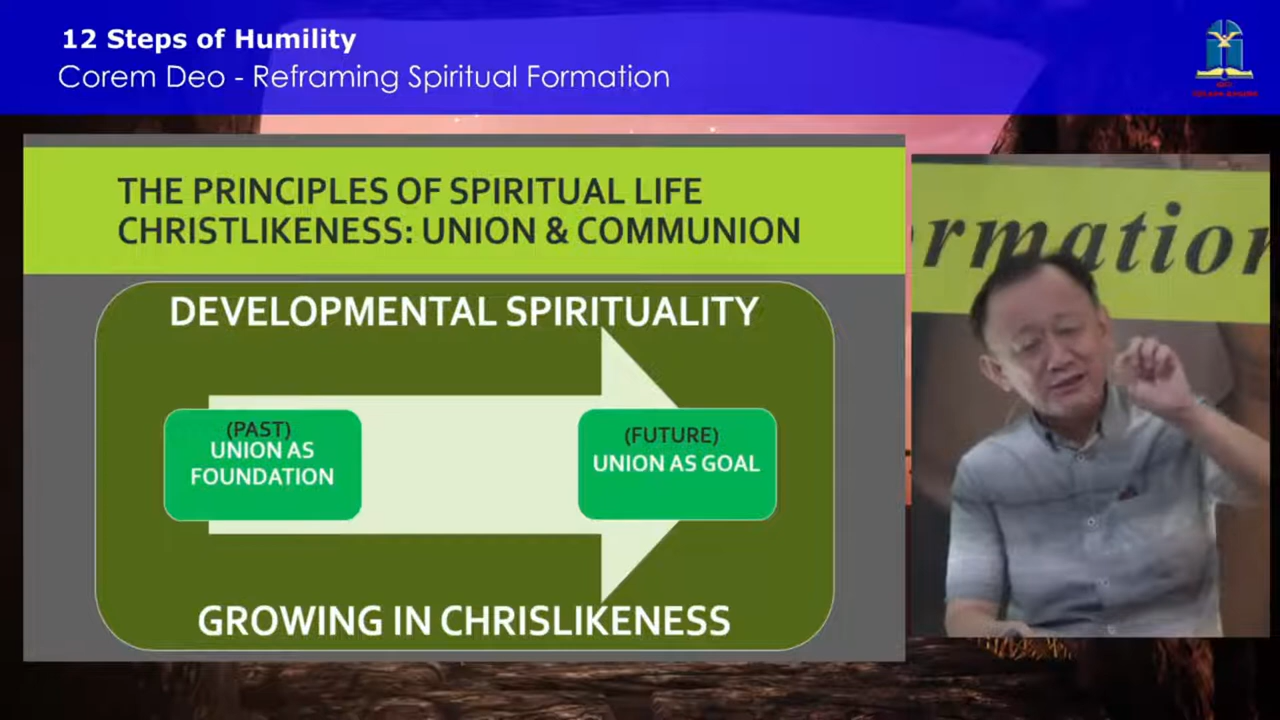 12 Steps of Humility
Corem Deo - Reframing Spiritual Formation
THE PRINCIPLES OF SPIRITUAL LIFE
CHRISTLIKENESS: UNION & COMMUNION
DEVELOPMENTAL SPIRITUALITY
(PAST)
UNION AS
FOUNDATION
(FUTURE)
UNION AS GOAL
GROWING IN CHRISLIKENESS
ormation